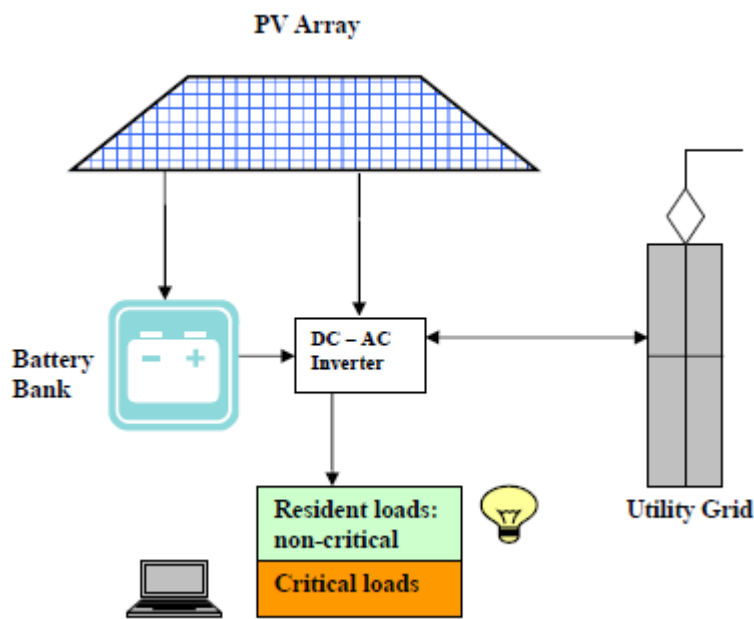 PV Array
DC – AC
Inverter
Battery
Bank
Resident loads:
non-critical
Critical loads
Utility Grid